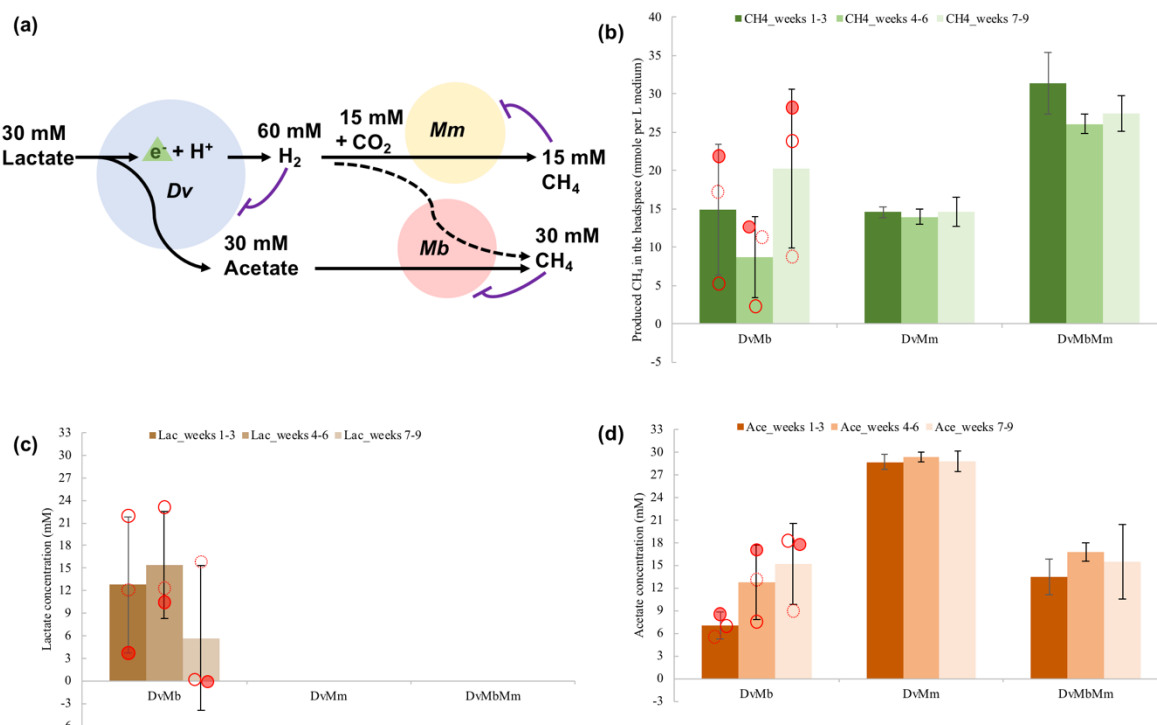 (a)
30 mM
Lactate
e- + H+
Dv
60 mM
H2
15 mM
+ CO2
Mm
15 mM
CH4
30 mM
Acetate
Mb
30 mM
CH4
(b)
CH4_weeks 1-3 CH4_weeks 4-6 CH4_weeks 7-9
Produced CH4 in the headspace (mmole per L medium)
40
35
30
25
20
15
10
5
0
-5
DvMb DvMm DvMbMm
(c)
Lac_weeks 1-3 Lac_weeks 4-6 Lac_weeks 7-9
Lactate concentration (mM)
33
30
27
24
21
18
15
12
9
6
3
0
-3
DvMb DvMm DvMbMm
(d)
Ace_weeks 1-3 Ace_weeks 4-6 Ace_weeks 7-9
Acetate concentration (mM)
33
30
27
24
21
18
15
12
9
6
3
0
-3
DvMb DvMm DvMbMm